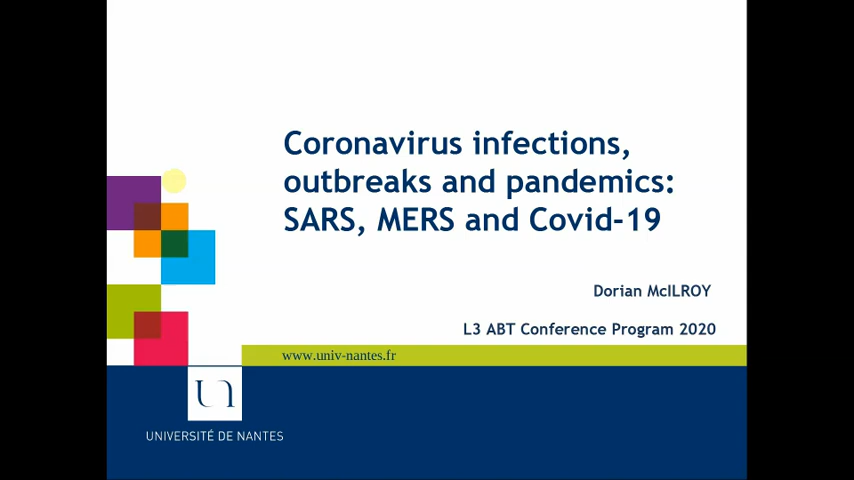 Coronavirus infections,
outbreaks and pandemics:
SARS, MERS and Covid-19
Dorian McILROY
L3 ABT Conference Program 2020
www.univ-nantes.fr
UNIVERSITÉ DE NANTES